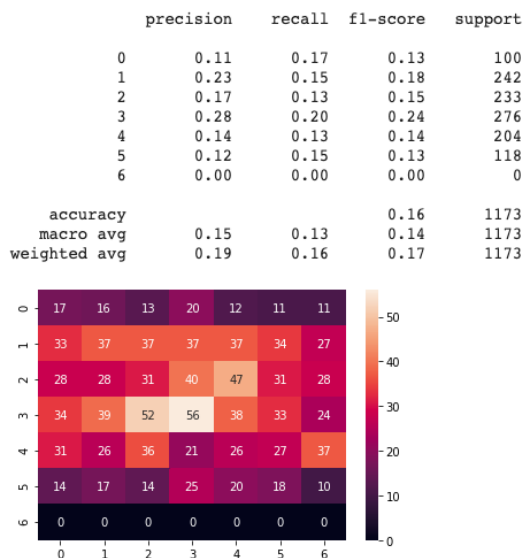 precision recall f1-score support
0 0.11 0.17 0.13 100
1 0.23 0.15 0.18 242
2 0.17 0.13 0.15 233
3 0.28 0.20 0.24 276
4 0.14 0.13 0.14 204
5 0.12 0.15 0.13 118
6 0.00 0.00 0.00 0
accuracy 0.16 1173
macro avg 0.15 0.13 0.14 1173
weighted avg 0.19 0.16 0.17 1173
0 17 16 13 20 12 11 11
1 33 37 37 37 37 34 27
2 28 28 31 40 47 31 28
3 34 39 52 56 38 33 24
4 31 26 36 21 26 27 37
5 14 17 14 25 20 18 10
6 0 0 0 0 0 0 0
0 1 2 3 4 5 6
50
40
30
20
10
0